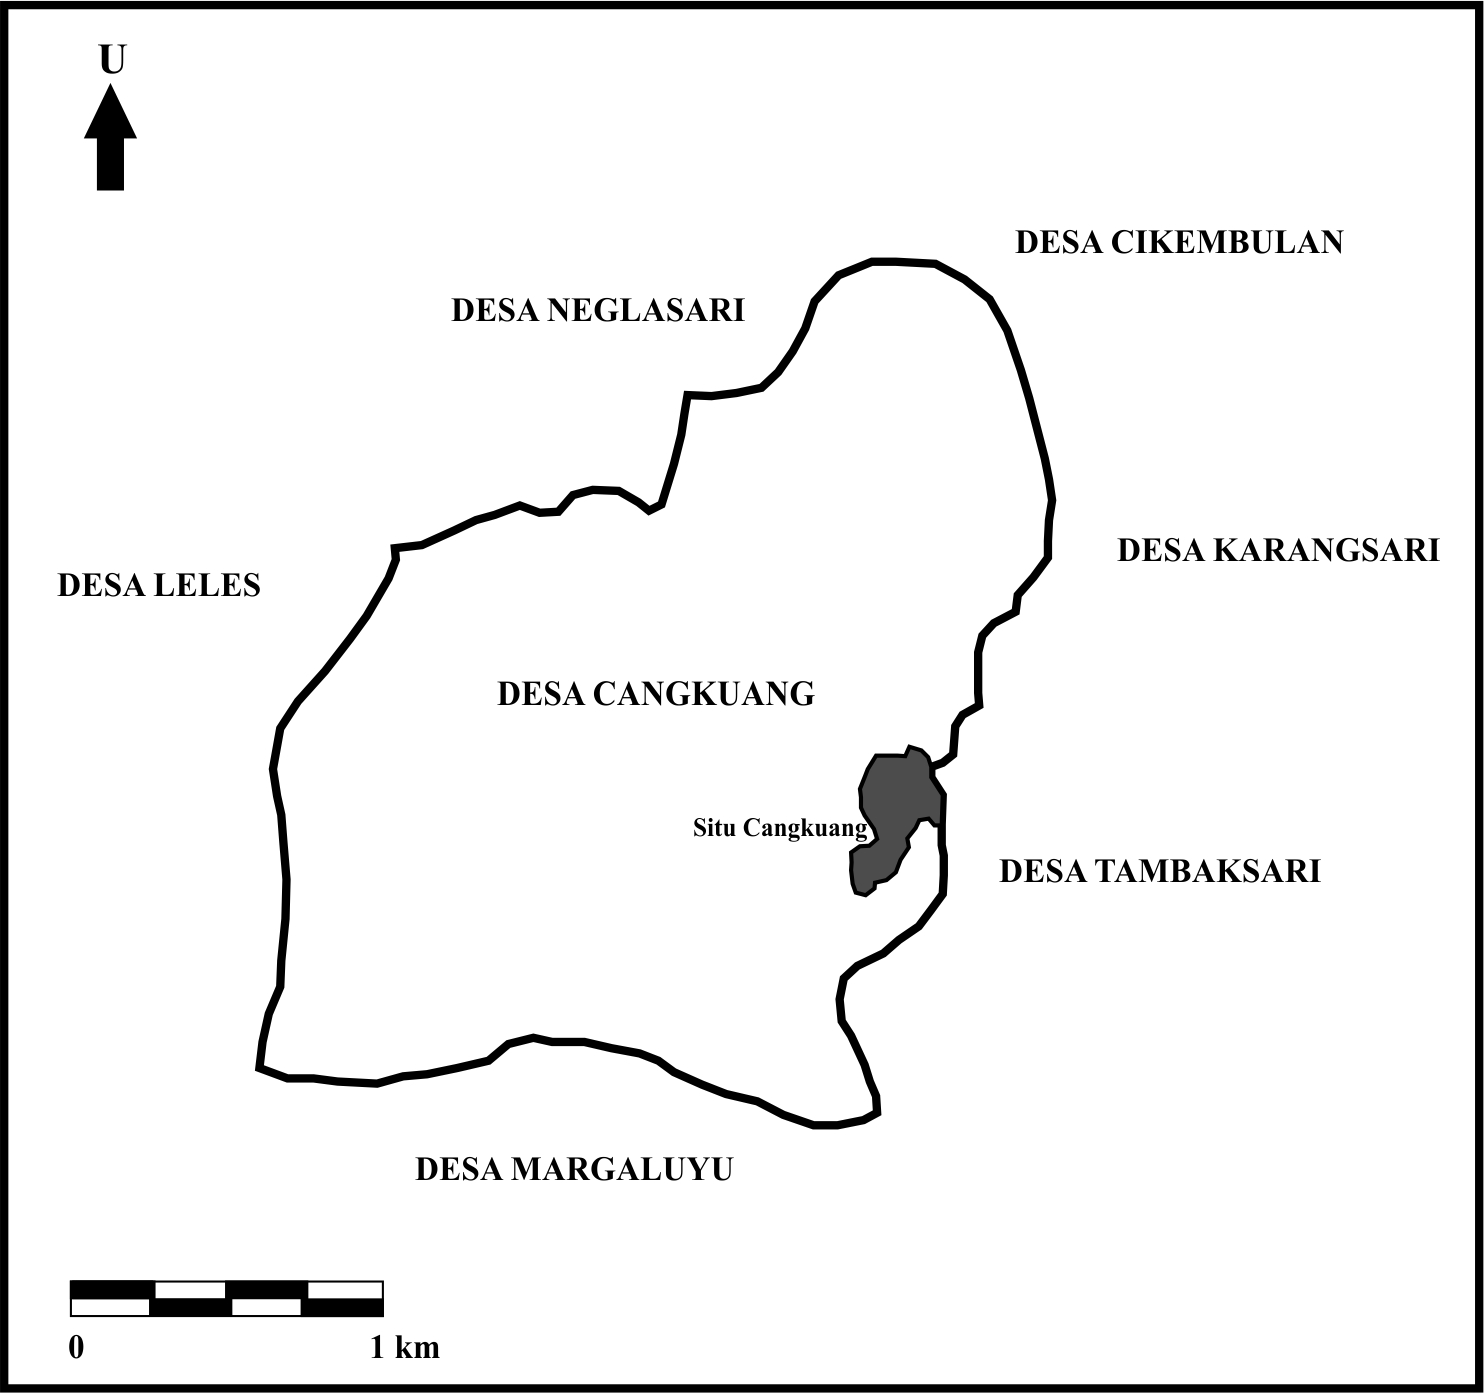 U
DESA CIKEMBULAN
DESA NEGLASARI
DESA KARANGSARI
DESA LELES
DESA CANGKUANG
Situ Cangkuang
DESA TAMBAKSARI
DESA MARGALUYU
0 1 km